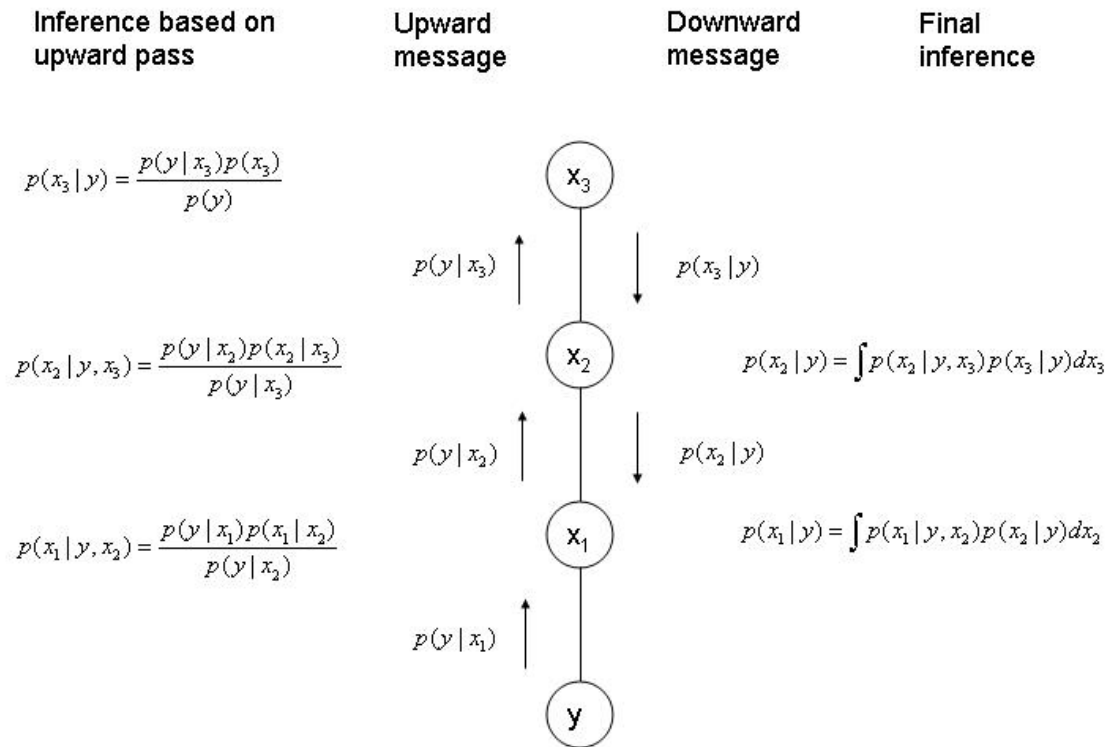 Inference based on
upward pass
Upward
message
Downward
message
Final
inference
p(x₃ | y) = p(y | x₃)p(x₃) / p(y)
x₃
p(y | x₃)
p(x₃ | y)
p(x₂ | y, x₃) = p(y | x₂)p(x₂ | x₃) / p(y | x₃)
x₂
p(x₂ | y) = ∫ p(x₂ | y, x₃)p(x₃ | y)dx₃
p(y | x₂)
p(x₂ | y)
p(x₁ | y, x₂) = p(y | x₁)p(x₁ | x₂) / p(y | x₂)
x₁
p(x₁ | y) = ∫ p(x₁ | y, x₂)p(x₂ | y)dx₂
p(y | x₁)
y